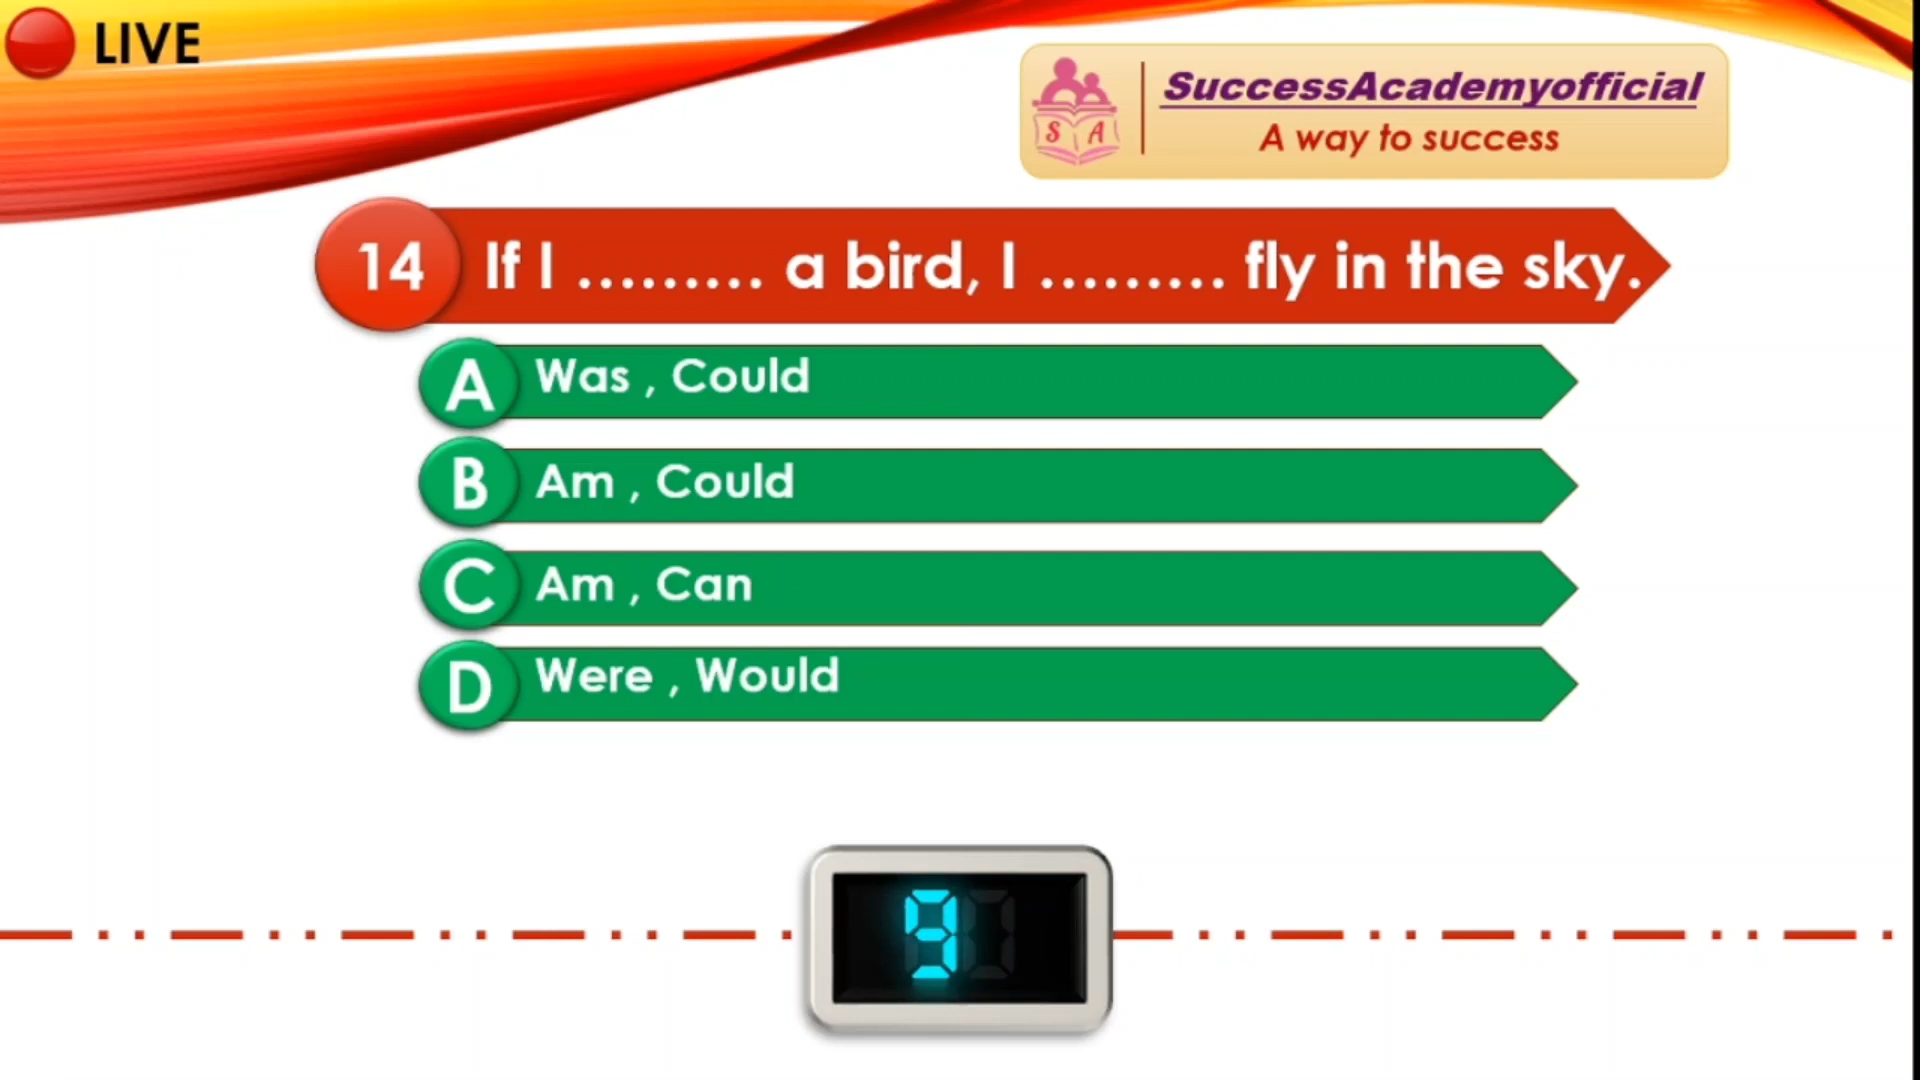 LIVE
SuccessAcademyofficial
S A
A way to success
14 If I ......... a bird, I ......... fly in the sky.
A Was , Could
B Am , Could
C Am , Can
D Were , Would
9